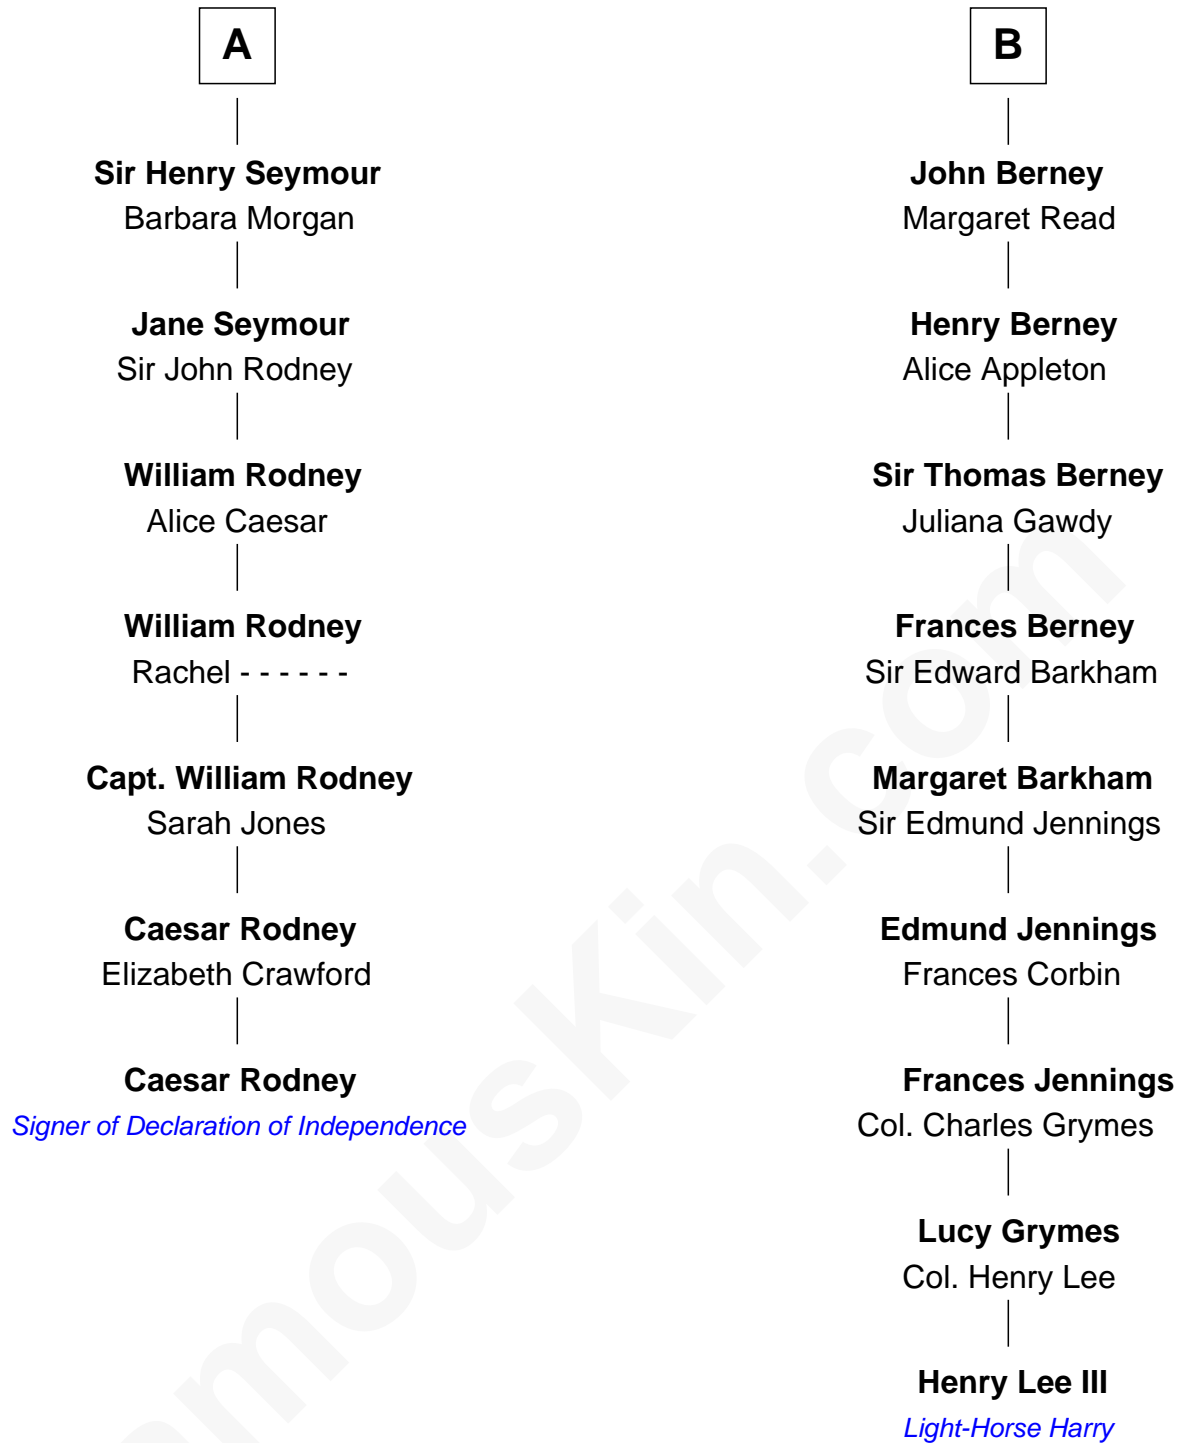 A
Sir Henry Seymour
Barbara Morgan
Jane Seymour
Sir John Rodney
William Rodney
Alice Caesar
William Rodney
Rachel - - - - - -
Capt. William Rodney
Sarah Jones
Caesar Rodney
Elizabeth Crawford
Caesar Rodney
Signer of Declaration of Independence
B
John Berney
Margaret Read
Henry Berney
Alice Appleton
Sir Thomas Berney
Juliana Gawdy
Frances Berney
Sir Edward Barkham
Margaret Barkham
Sir Edmund Jennings
Edmund Jennings
Frances Corbin
Frances Jennings
Col. Charles Grymes
Lucy Grymes
Col. Henry Lee
Henry Lee III
Light-Horse Harry
amouskin.com